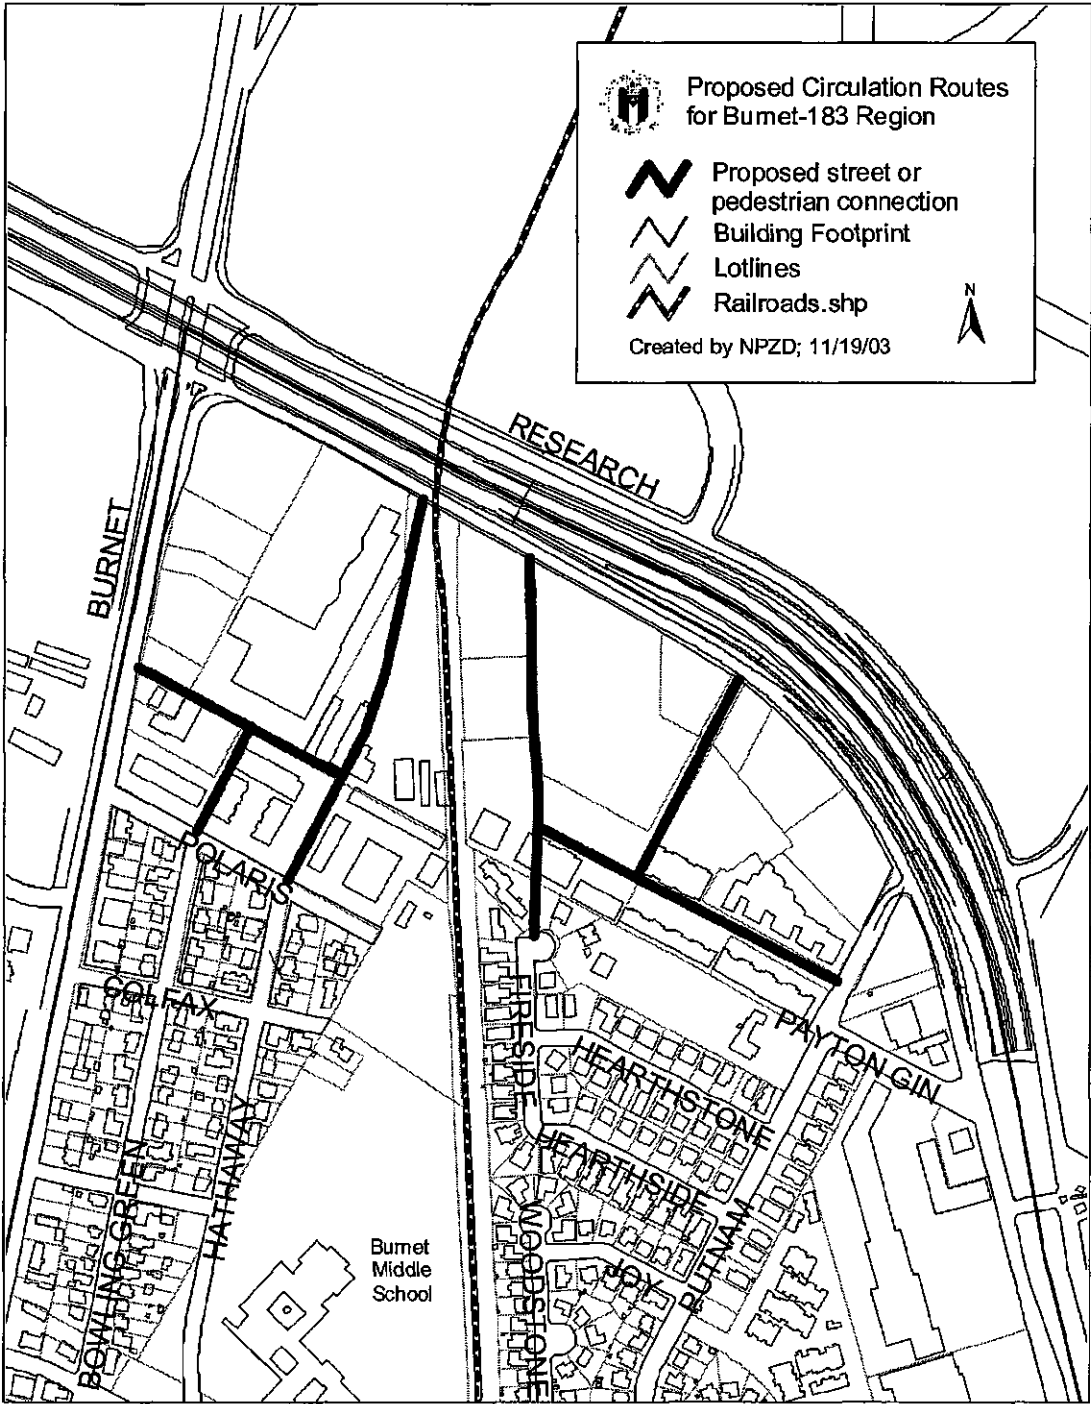 Proposed Circulation Routes
for Burnet-183 Region
Proposed street or
pedestrian connection
Building Footprint
Lotlines
Railroads.shp
N
Created by NPZD; 11/19/03
RESEARCH
BURNET
POLARIS
COLFAX
FIRESIDE
PAYTON GIN
HEARTHSTONE
HEARTHSIDE
HATHAWAY
BOWLING GREEN
WOODSTONE
JOY
PUTNAM
Burnet
Middle
School